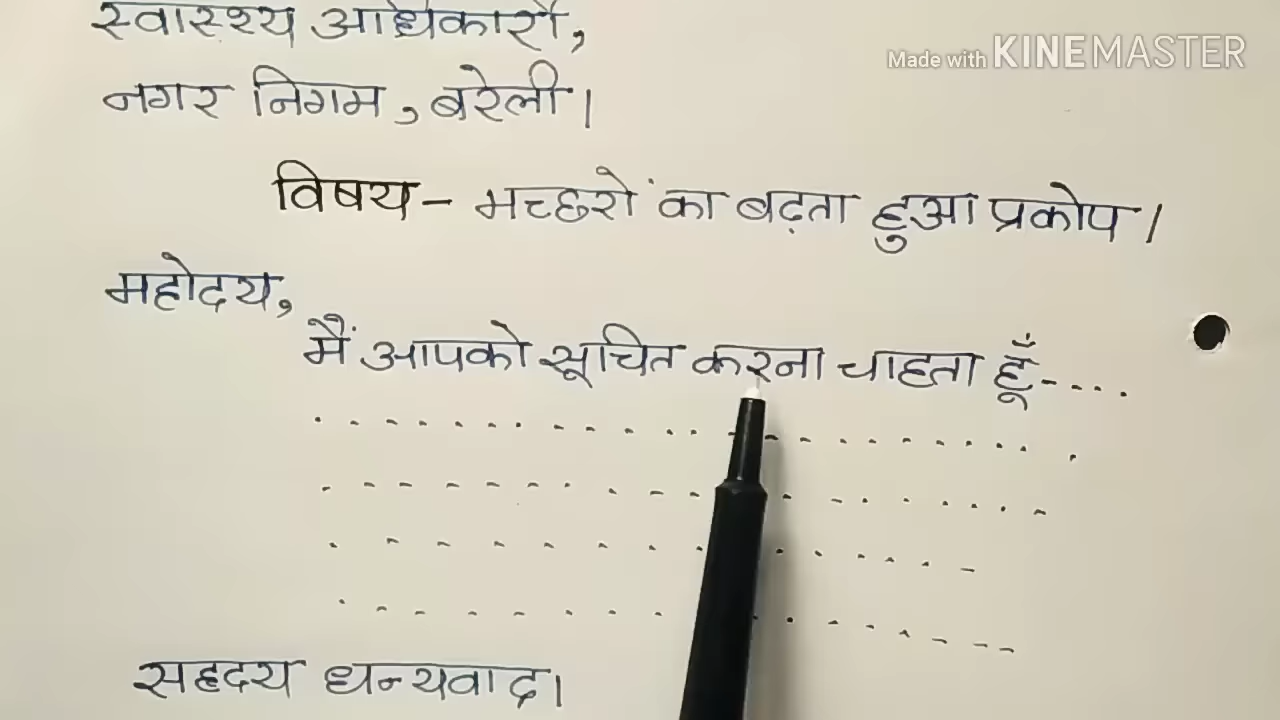 स्वास्थ्य अधिकारी,
Made with KINEMASTER
नगर निगम, बरेली।
विषय - मच्छरों का बढ़ता हुआ प्रकोप।
महोदय,
मैं आपको सूचित करना चाहता हूँ-....
सहृदय धन्यवाद।